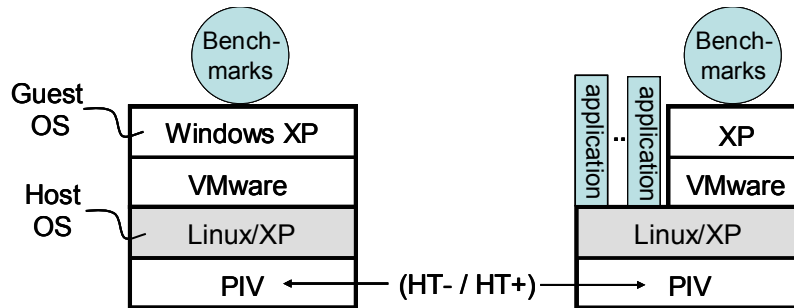 Bench-
marks
Guest
OS
Windows XP
VMware
Host
OS
Linux/XP
PIV
(HT- / HT+)
Bench-
marks
application
..
application
XP
VMware
Linux/XP
PIV